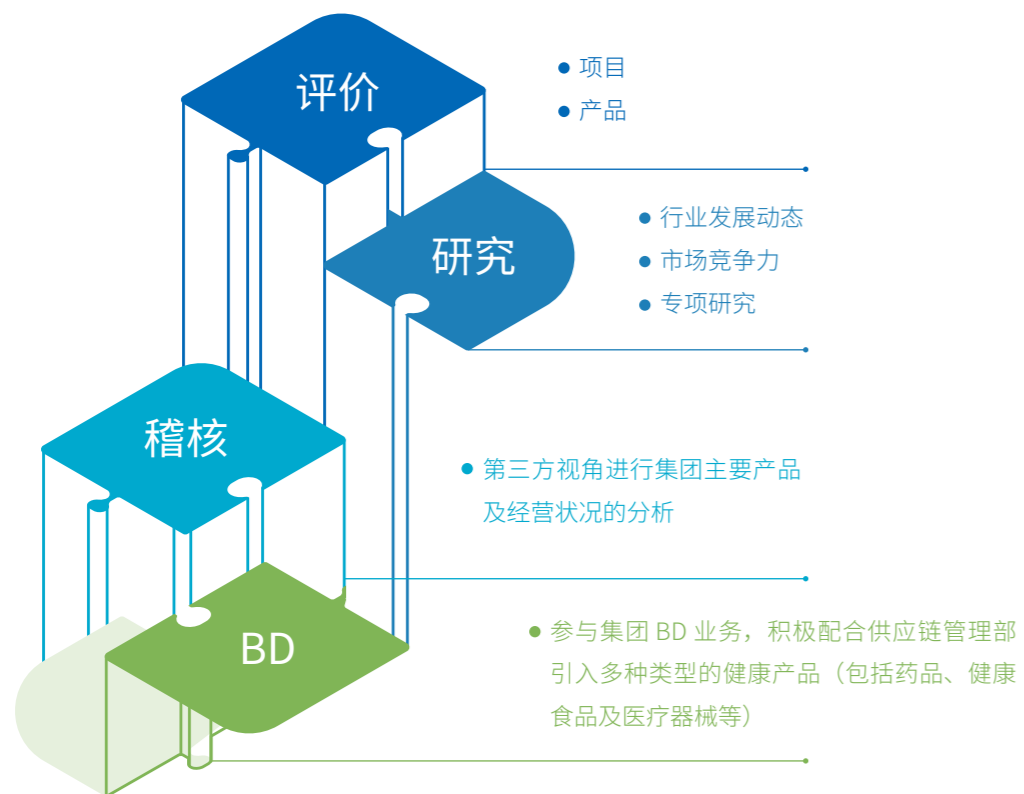 评价
项目
产品
研究
行业发展动态
市场竞争力
专项研究
稽核
第三方视角进行集团主要产品
及经营状况的分析
BD
参与集团 BD 业务，积极配合供应链管理部
引入多种类型的健康产品（包括药品、健康
食品及医疗器械等）